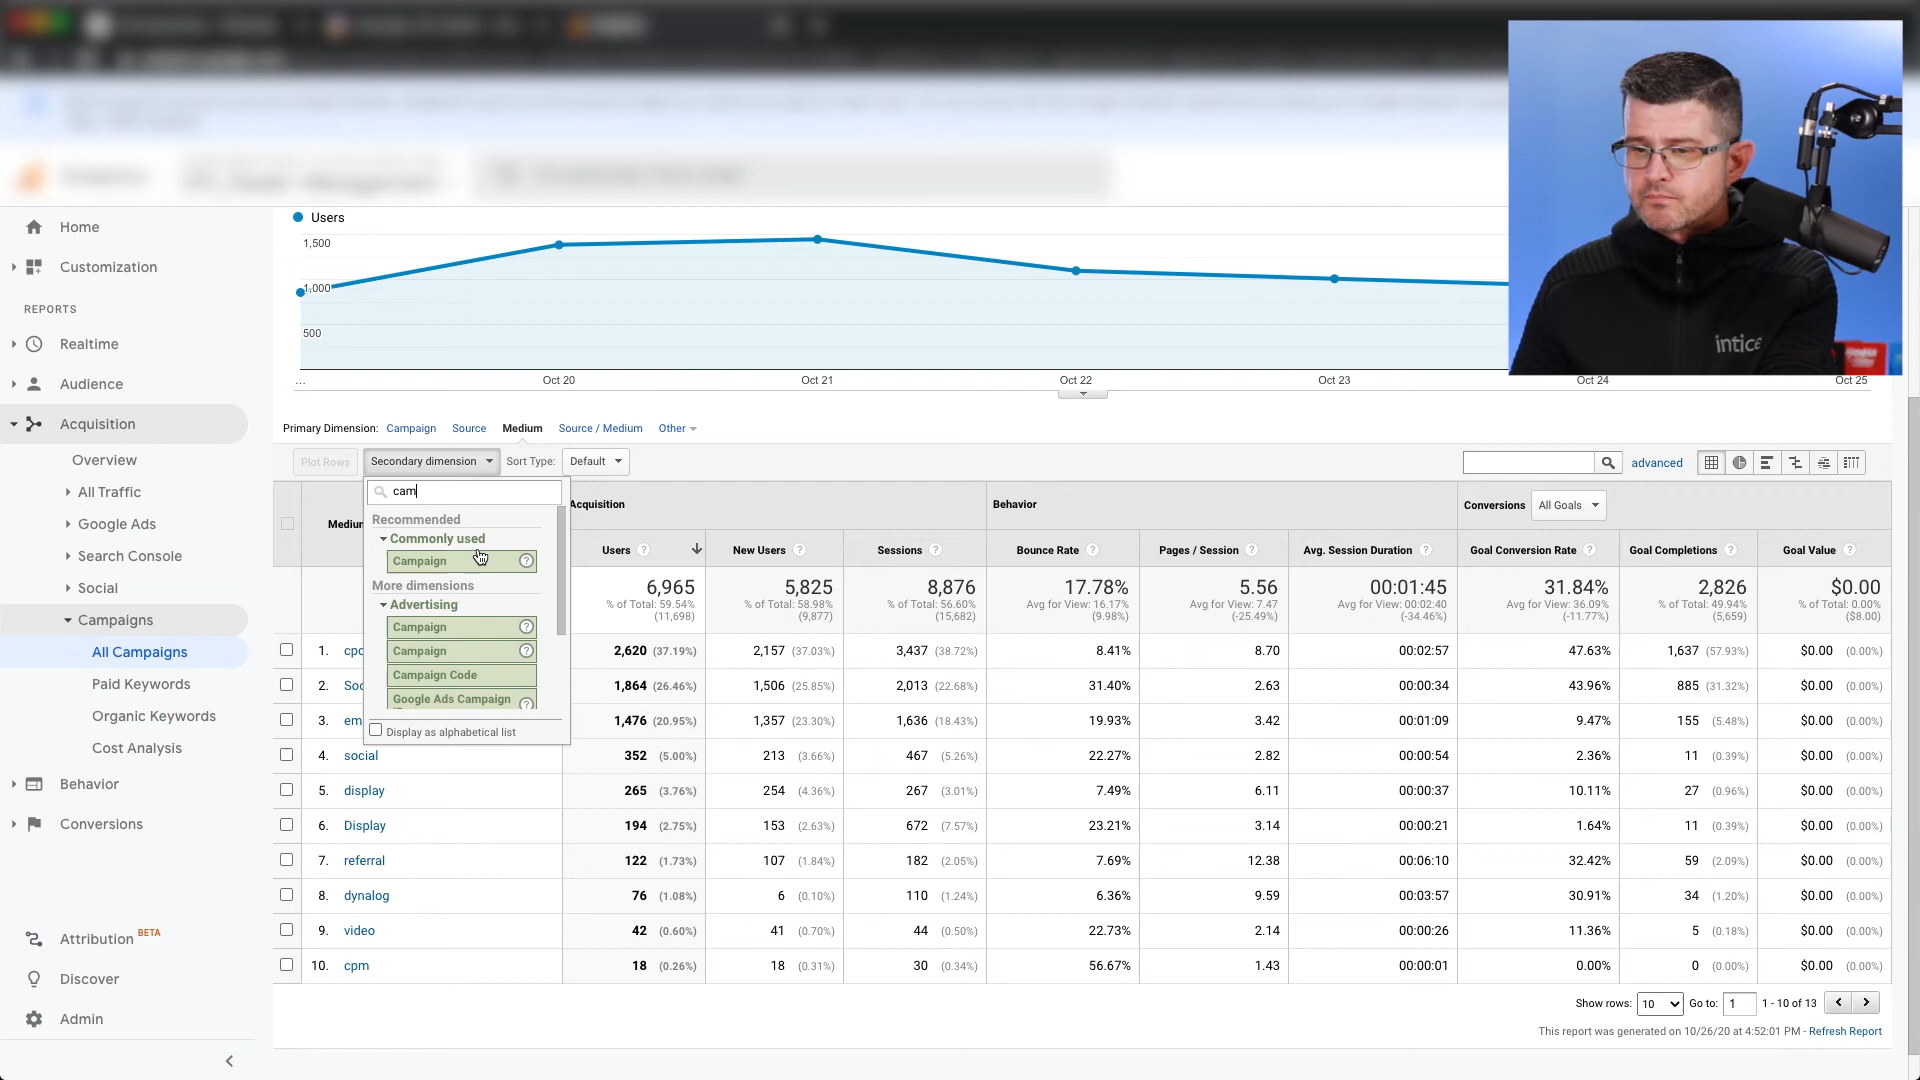 Home
Customization
REPORTS
Realtime
Audience
Acquisition
Overview
All Traffic
Google Ads
Search Console
Social
Campaigns
All Campaigns
Paid Keywords
Organic Keywords
Cost Analysis
Behavior
Conversions
Attribution BETA
Discover
Admin
Users
1,500
1,000
500
... Oct 20 Oct 21 Oct 22 Oct 23 Oct 24 Oct 25
intice
Primary Dimension: Campaign Source Medium Source / Medium Other
Plot Rows Secondary dimension Sort Type: Default advanced
cam
Recommended
Commonly used
Campaign ?
More dimensions
Advertising
Campaign ?
Campaign ?
Campaign Code
Google Ads Campaign ?
Display as alphabetical list
Acquisition Behavior Conversions All Goals
Users ? New Users ? Sessions ? Bounce Rate ? Pages / Session ? Avg. Session Duration ? Goal Conversion Rate ? Goal Completions ? Goal Value ?
6,965 5,825 8,876 17.78% 5.56 00:01:45 31.84% 2,826 $0.00
% of Total: 59.54% % of Total: 58.98% % of Total: 56.60% Avg for View: 16.17% Avg for View: 7.47 Avg for View: 00:02:40 Avg for View: 36.09% % of Total: 49.94% % of Total: 0.00%
(11,698) (9,877) (15,682) (9.98%) (-25.49%) (-34.46%) (-11.77%) (5,659) ($8.00)
1. cpc 2,620 (37.19%) 2,157 (37.03%) 3,437 (38.72%) 8.41% 8.70 00:02:57 47.63% 1,637 (57.93%) $0.00 (0.00%)
2. Soc 1,864 (26.46%) 1,506 (25.85%) 2,013 (22.68%) 31.40% 2.63 00:00:34 43.96% 885 (31.32%) $0.00 (0.00%)
3. em 1,476 (20.95%) 1,357 (23.30%) 1,636 (18.43%) 19.93% 3.42 00:01:09 9.47% 155 (5.48%) $0.00 (0.00%)
4. social 352 (5.00%) 213 (3.66%) 467 (5.26%) 22.27% 2.82 00:00:54 2.36% 11 (0.39%) $0.00 (0.00%)
5. display 265 (3.76%) 254 (4.36%) 267 (3.01%) 7.49% 6.11 00:00:37 10.11% 27 (0.96%) $0.00 (0.00%)
6. Display 194 (2.75%) 153 (2.63%) 672 (7.57%) 23.21% 3.14 00:00:21 1.64% 11 (0.39%) $0.00 (0.00%)
7. referral 122 (1.73%) 107 (1.84%) 182 (2.05%) 7.69% 12.38 00:06:10 32.42% 59 (2.09%) $0.00 (0.00%)
8. dynalog 76 (1.08%) 6 (0.10%) 110 (1.24%) 6.36% 9.59 00:03:57 30.91% 34 (1.20%) $0.00 (0.00%)
9. video 42 (0.60%) 41 (0.70%) 44 (0.50%) 22.73% 2.14 00:00:26 11.36% 5 (0.18%) $0.00 (0.00%)
10. cpm 18 (0.26%) 18 (0.31%) 30 (0.34%) 56.67% 1.43 00:00:01 0.00% 0 (0.00%) $0.00 (0.00%)
Show rows: 10 Go to: 1 1 - 10 of 13
This report was generated on 10/26/20 at 4:52:01 PM - Refresh Report